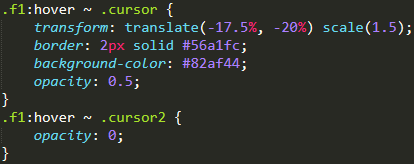 .f1:hover ~ .cursor {
    transform: translate(-17.5%, -20%) scale(1.5);
    border: 2px solid #56a1fc;
    background-color: #82af44;
    opacity: 0.5;
}
.f1:hover ~ .cursor2 {
    opacity: 0;
}